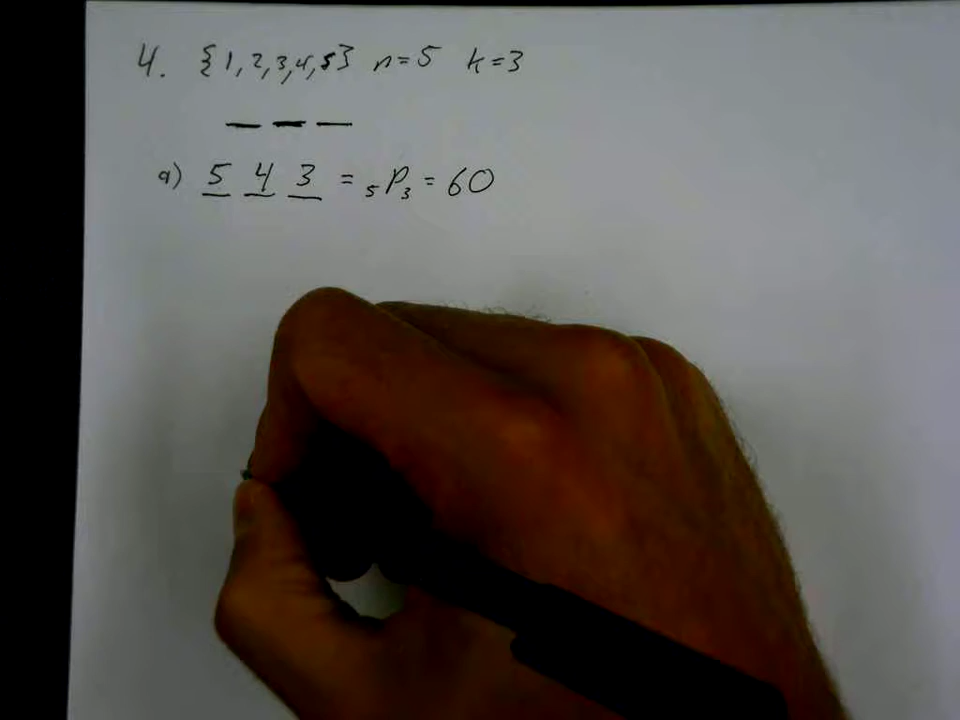 4. {1,2,3,4,5} n=5 k=3
a) 5 4 3 = ₅P₃ = 60